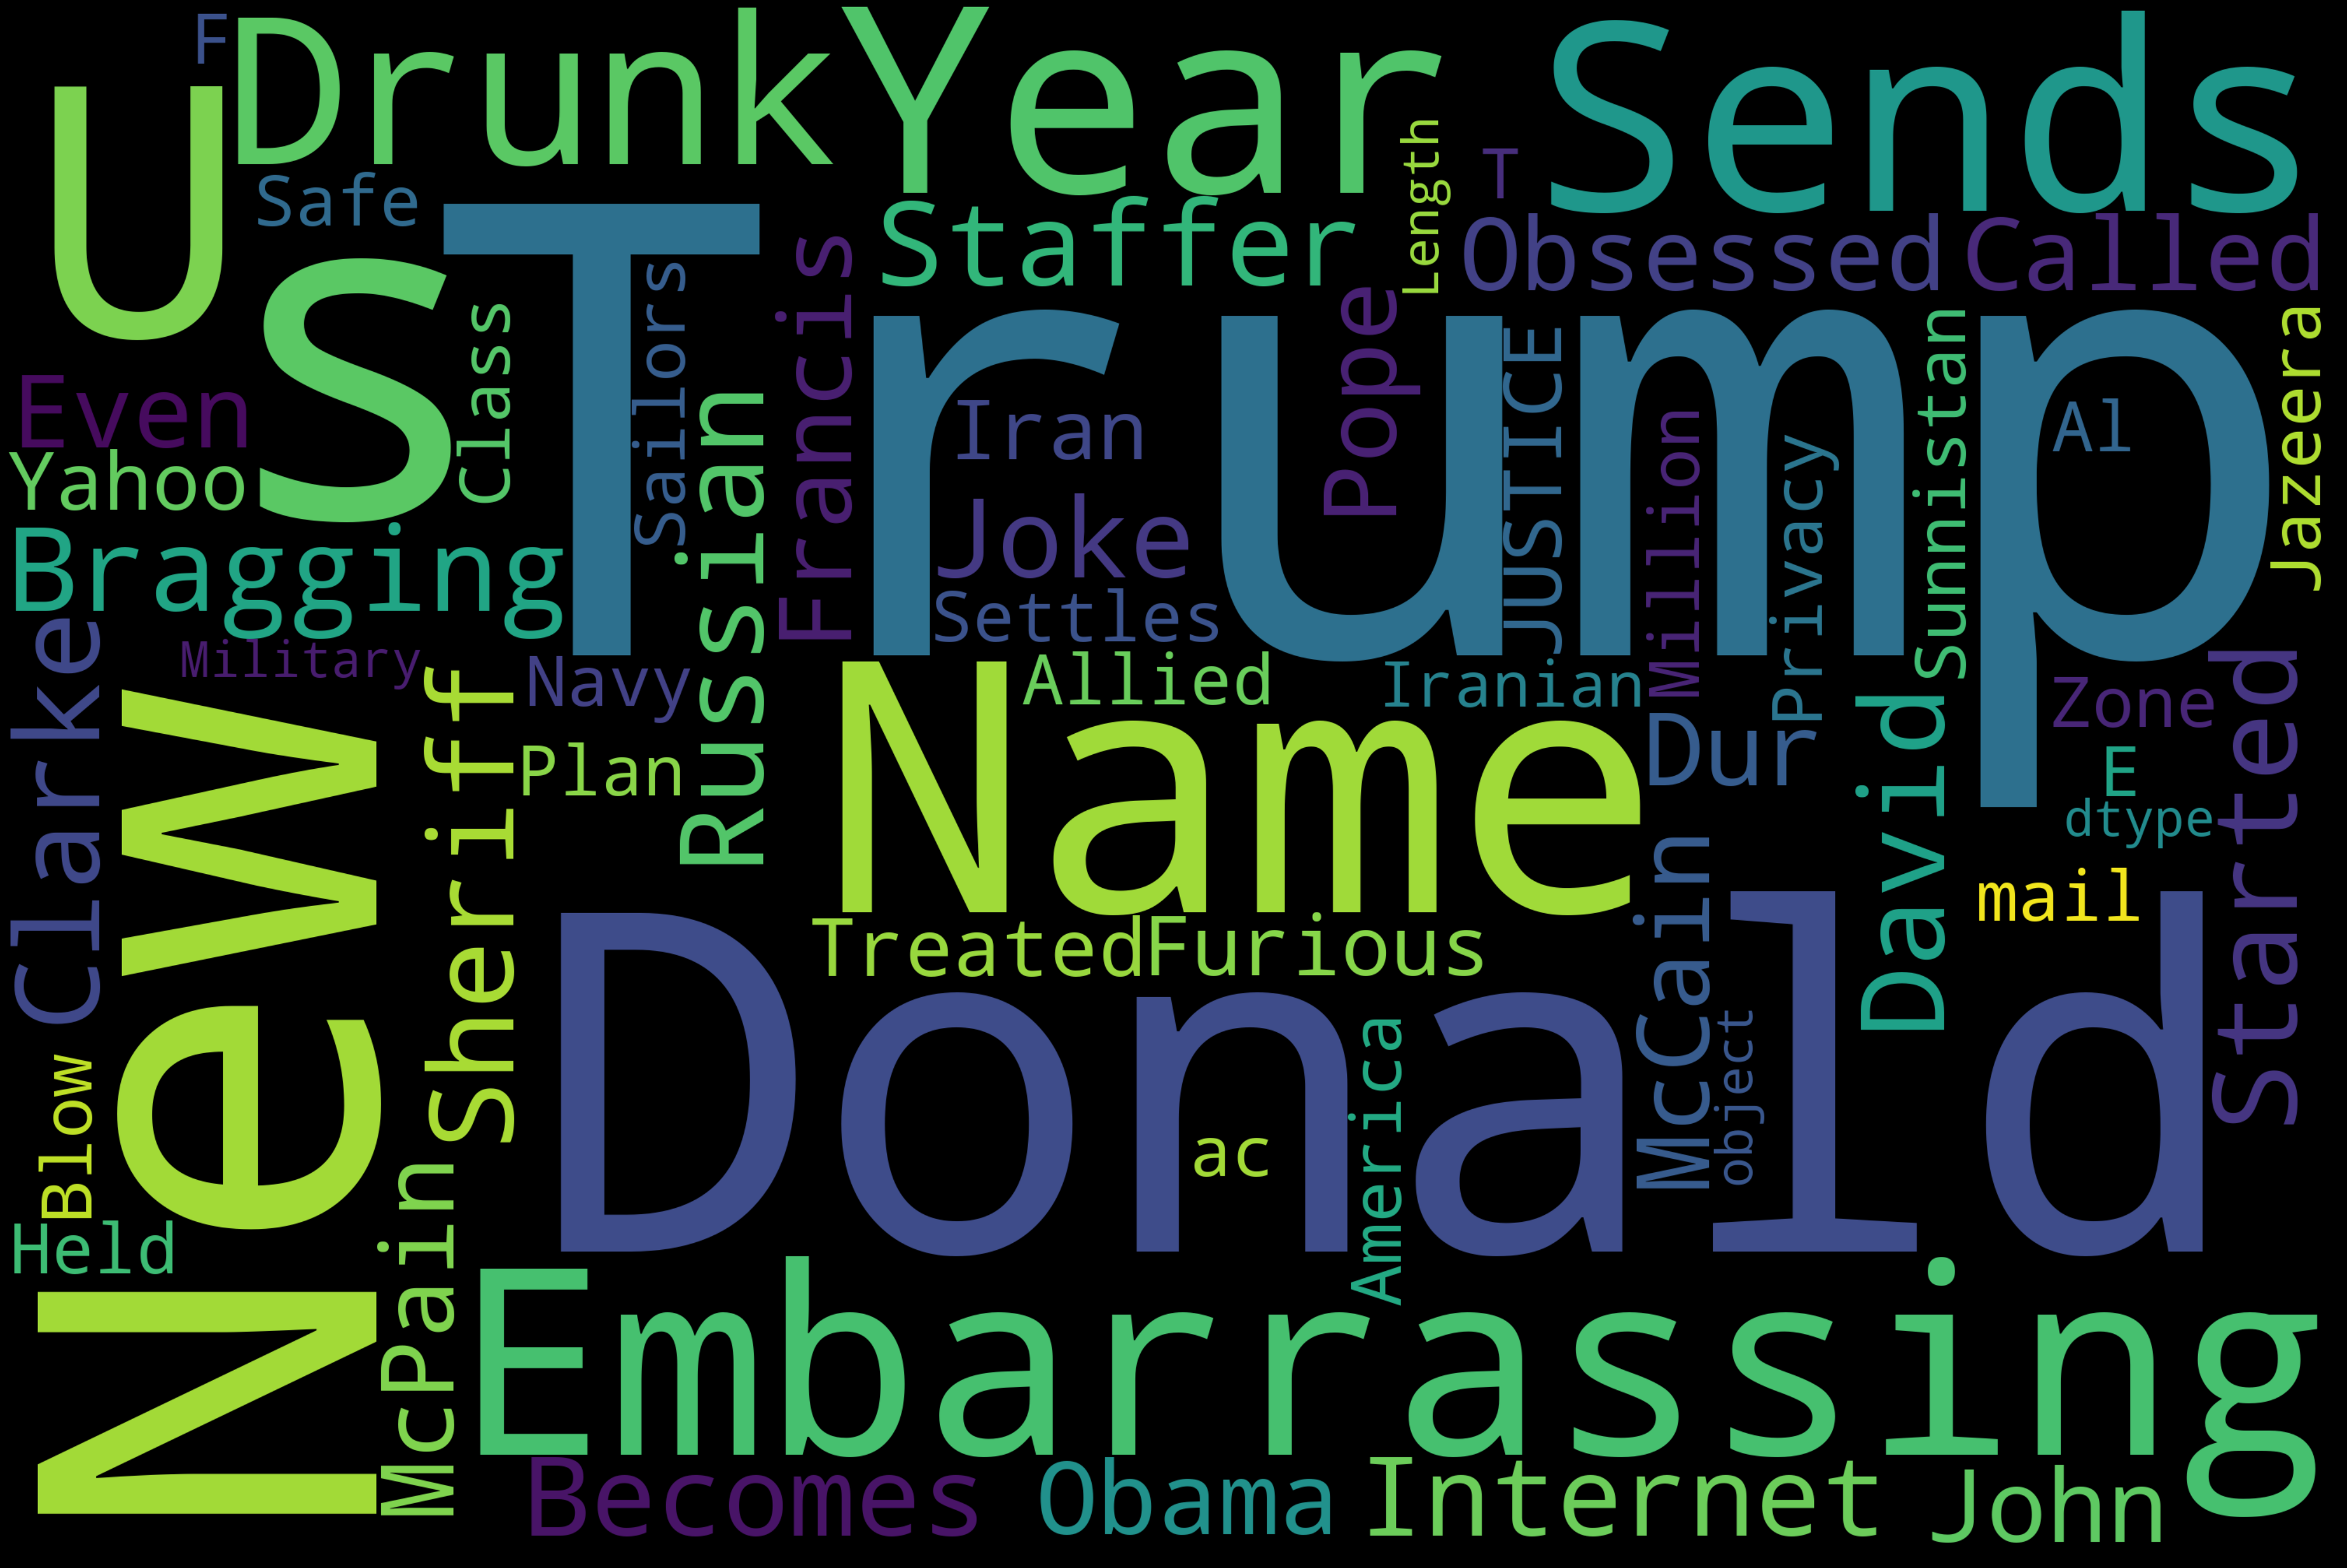 F
Drunk
Year
Sends
U
Safe
Length
T
Staffer
Obsessed
Called
S
Trump
Class
Sailors
Francis
Pope
JUSTICE
Sunnistan
Jazeera
Even
Iran
Al
Yahoo
Russian
Joke
Million
Privacy
Bragging
Settles
Clarke
Military
Navy
Allied
Iranian
Zone
Started
New
Sheriff
Plan
Name
Dur
David
E
dtype
McCain
mail
Treated
Furious
Donald
object
Blow
ac
America
Held
McPain
Embarrassing
Becomes
Obama
Internet
John